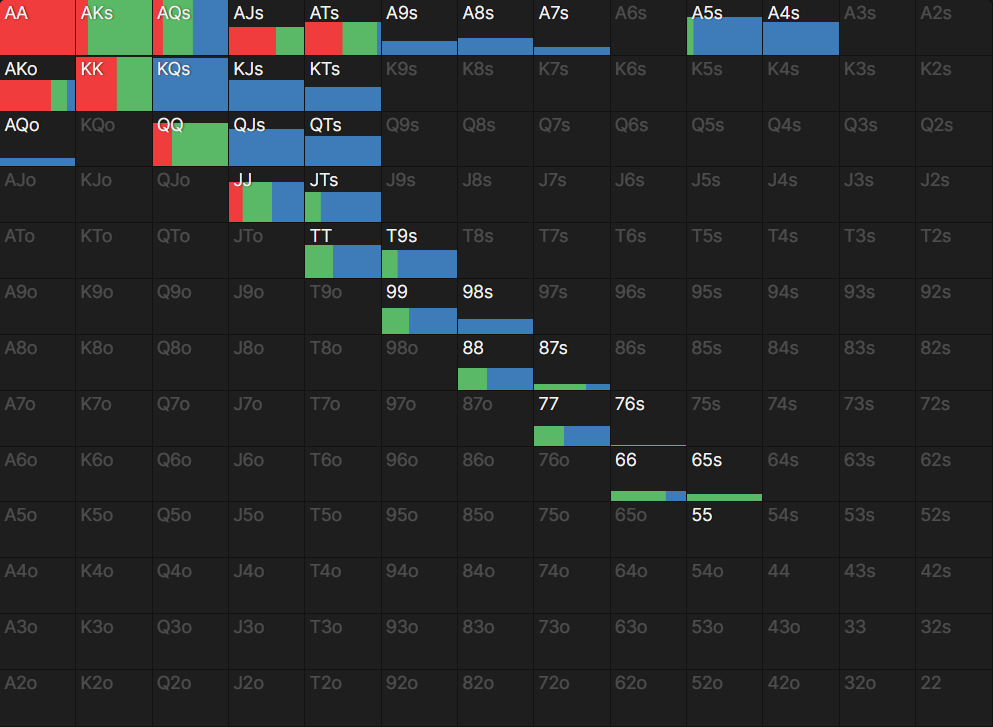 AA AKs AQs AJs ATs A9s A8s A7s A6s A5s A4s A3s A2s
AKo KK KQs KJs KTs K9s K8s K7s K6s K5s K4s K3s K2s
AQo KQo QQ QJs QTs Q9s Q8s Q7s Q6s Q5s Q4s Q3s Q2s
AJo KJo QJo JJ JTs J9s J8s J7s J6s J5s J4s J3s J2s
ATo KTo QTo JTo TT T9s T8s T7s T6s T5s T4s T3s T2s
A9o K9o Q9o J9o T9o 99 98s 97s 96s 95s 94s 93s 92s
A8o K8o Q8o J8o T8o 98o 88 87s 86s 85s 84s 83s 82s
A7o K7o Q7o J7o T7o 97o 87o 77 76s 75s 74s 73s 72s
A6o K6o Q6o J6o T6o 96o 86o 76o 66 65s 64s 63s 62s
A5o K5o Q5o J5o T5o 95o 85o 75o 65o 55 54s 53s 52s
A4o K4o Q4o J4o T4o 94o 84o 74o 64o 54o 44 43s 42s
A3o K3o Q3o J3o T3o 93o 83o 73o 63o 53o 43o 33 32s
A2o K2o Q2o J2o T2o 92o 82o 72o 62o 52o 42o 32o 22